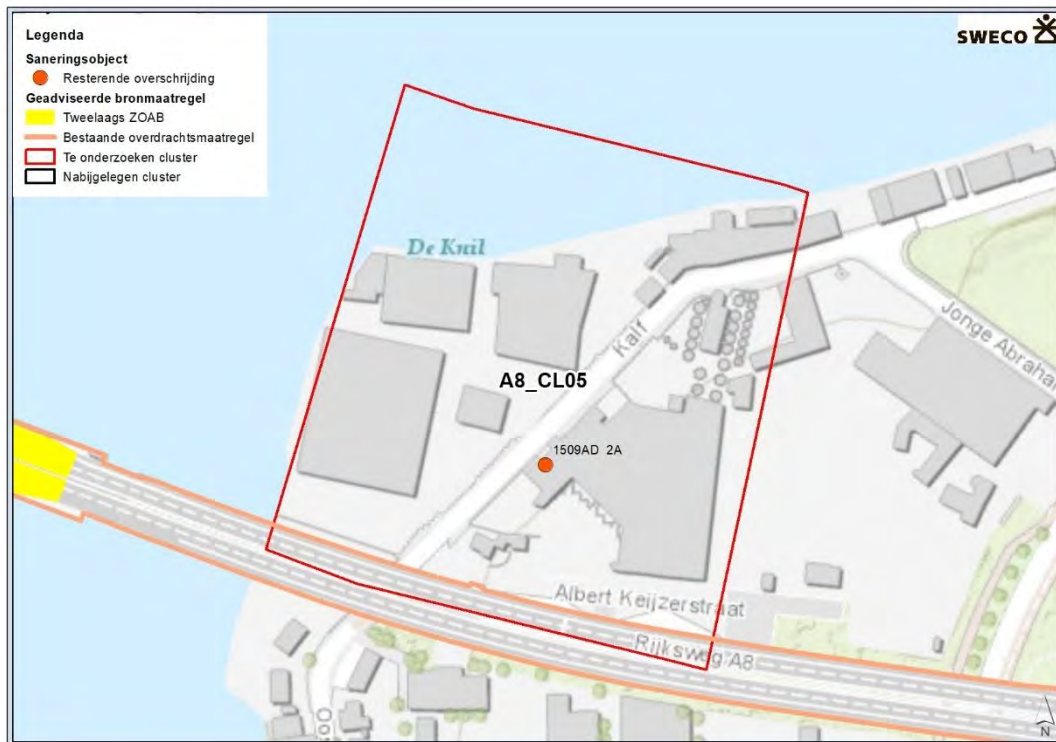 Legenda
Saneringsobject
Resterende overschrijding
Geadviseerde bronmaatregel
Tweelaags ZOAB
Bestaande overdrachtsmaatregel
Te onderzoeken cluster
Nabijgelegen cluster
SWECO
De Knil
Kalf
Jonge Abraham
A8_CL05
1509AD 2A
Albert Keijzerstraat
Rijksweg A8
N